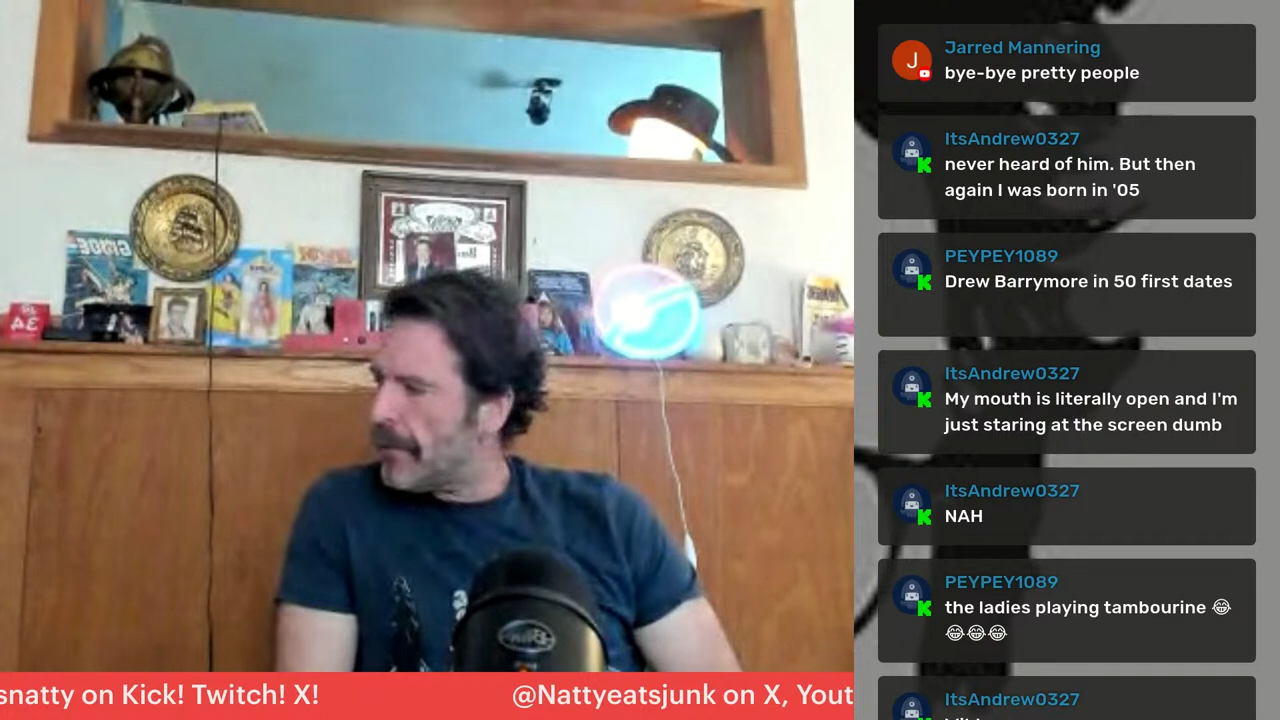 Jarred Mannering
bye-bye pretty people
ItsAndrew0327
never heard of him. But then
again I was born in '05
PEYPEY1089
Drew Barrymore in 50 first dates
ItsAndrew0327
My mouth is literally open and I'm
just staring at the screen dumb
ItsAndrew0327
NAH
PEYPEY1089
the ladies playing tambourine 😂
😂😂😂
ItsAndrew0327
snatty on Kick! Twitch! X!
@Nattyeatsjunk on X, Yout